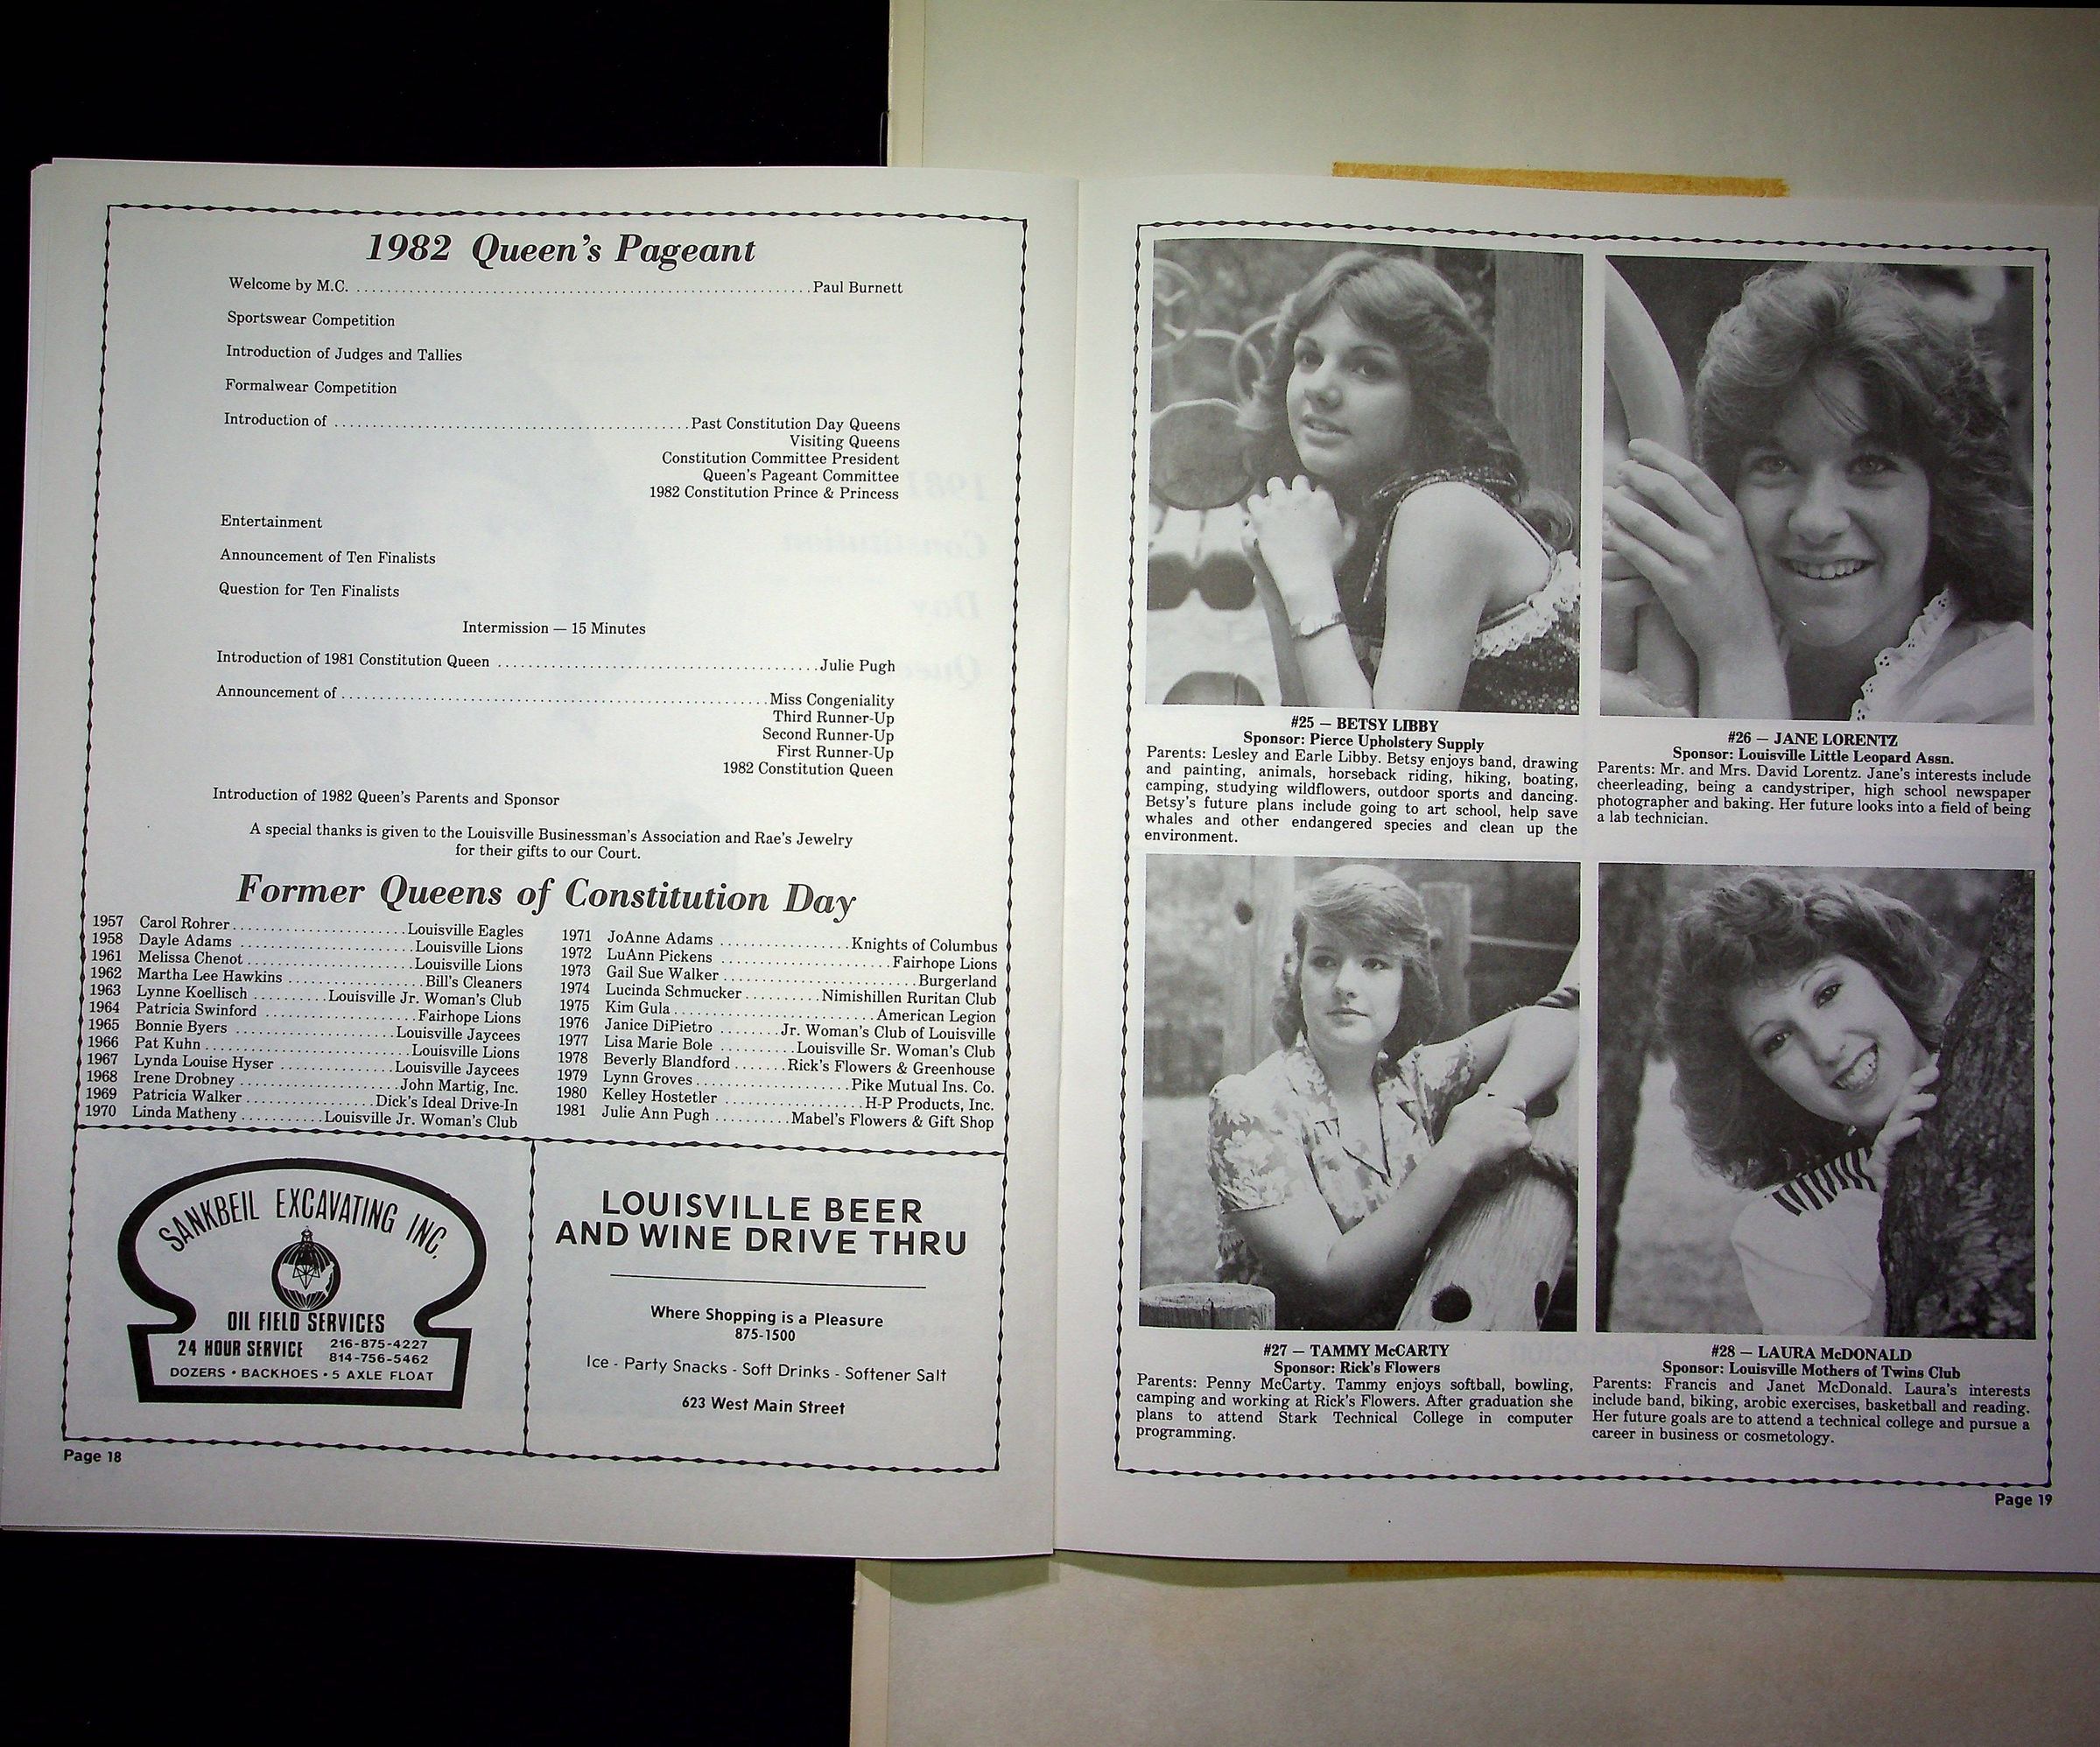 1982 Queen's Pageant
Welcome by M.C. ........................................................... Paul Burnett
Sportswear Competition
Introduction of Judges and Tallies
Formalwear Competition
Introduction of .............................................. Past Constitution Day Queens
Visiting Queens
Constitution Committee President
Queen's Pageant Committee
1982 Constitution Prince & Princess
Entertainment
Announcement of Ten Finalists
Question for Ten Finalists
Intermission — 15 Minutes
Introduction of 1981 Constitution Queen .......................................... Julie Pugh
Announcement of ....................................................... Miss Congeniality
Third Runner-Up
Second Runner-Up
First Runner-Up
1982 Constitution Queen
Introduction of 1982 Queen's Parents and Sponsor
A special thanks is given to the Louisville Businessman's Association and Rae's Jewelry
for their gifts to our Court.
Former Queens of Constitution Day
1957 Carol Rohrer ....................... Louisville Eagles
1958 Dayle Adams ....................... Louisville Lions
1961 Melissa Chenot ...................... Louisville Lions
1962 Martha Lee Hawkins .................. Bill's Cleaners
1963 Lynne Koellisch .......... Louisville Jr. Woman's Club
1964 Patricia Swinford .................... Fairhope Lions
1965 Bonnie Byers ..................... Louisville Jaycees
1966 Pat Kuhn ........................... Louisville Lions
1967 Lynda Louise Hyser ............... Louisville Jaycees
1968 Irene Drobney ..................... John Martig, Inc.
1969 Patricia Walker ................. Dick's Ideal Drive-In
1970 Linda Matheny ........... Louisville Jr. Woman's Club
1971 JoAnne Adams ................. Knights of Columbus
1972 LuAnn Pickens ...................... Fairhope Lions
1973 Gail Sue Walker ......................... Burgerland
1974 Lucinda Schmucker .......... Nimishillen Ruritan Club
1975 Kim Gula ........................... American Legion
1976 Janice DiPietro ........ Jr. Woman's Club of Louisville
1977 Lisa Marie Bole .......... Louisville Sr. Woman's Club
1978 Beverly Blandford ....... Rick's Flowers & Greenhouse
1979 Lynn Groves .................... Pike Mutual Ins. Co.
1980 Kelley Hostetler .................. H-P Products, Inc.
1981 Julie Ann Pugh .......... Mabel's Flowers & Gift Shop
SANKBEIL EXCAVATING INC.
OIL FIELD SERVICES
24 HOUR SERVICE 216-875-4227
814-756-5462
DOZERS • BACKHOES • 5 AXLE FLOAT
LOUISVILLE BEER
AND WINE DRIVE THRU
Where Shopping is a Pleasure
875-1500
Ice - Party Snacks - Soft Drinks - Softener Salt
623 West Main Street
Page 18
#25 — BETSY LIBBY
Sponsor: Pierce Upholstery Supply
Parents: Lesley and Earle Libby. Betsy enjoys band, drawing
and painting, animals, horseback riding, hiking, boating,
camping, studying wildflowers, outdoor sports and dancing.
Betsy's future plans include going to art school, help save
whales and other endangered species and clean up the
environment.
#26 — JANE LORENTZ
Sponsor: Louisville Little Leopard Assn.
Parents: Mr. and Mrs. David Lorentz. Jane's interests include
cheerleading, being a candystriper, high school newspaper
photographer and baking. Her future looks into a field of being
a lab technician.
#27 — TAMMY McCARTY
Sponsor: Rick's Flowers
Parents: Penny McCarty. Tammy enjoys softball, bowling,
camping and working at Rick's Flowers. After graduation she
plans to attend Stark Technical College in computer
programming.
#28 — LAURA McDONALD
Sponsor: Louisville Mothers of Twins Club
Parents: Francis and Janet McDonald. Laura's interests
include band, biking, arobic exercises, basketball and reading.
Her future goals are to attend a technical college and pursue a
career in business or cosmetology.
Page 19